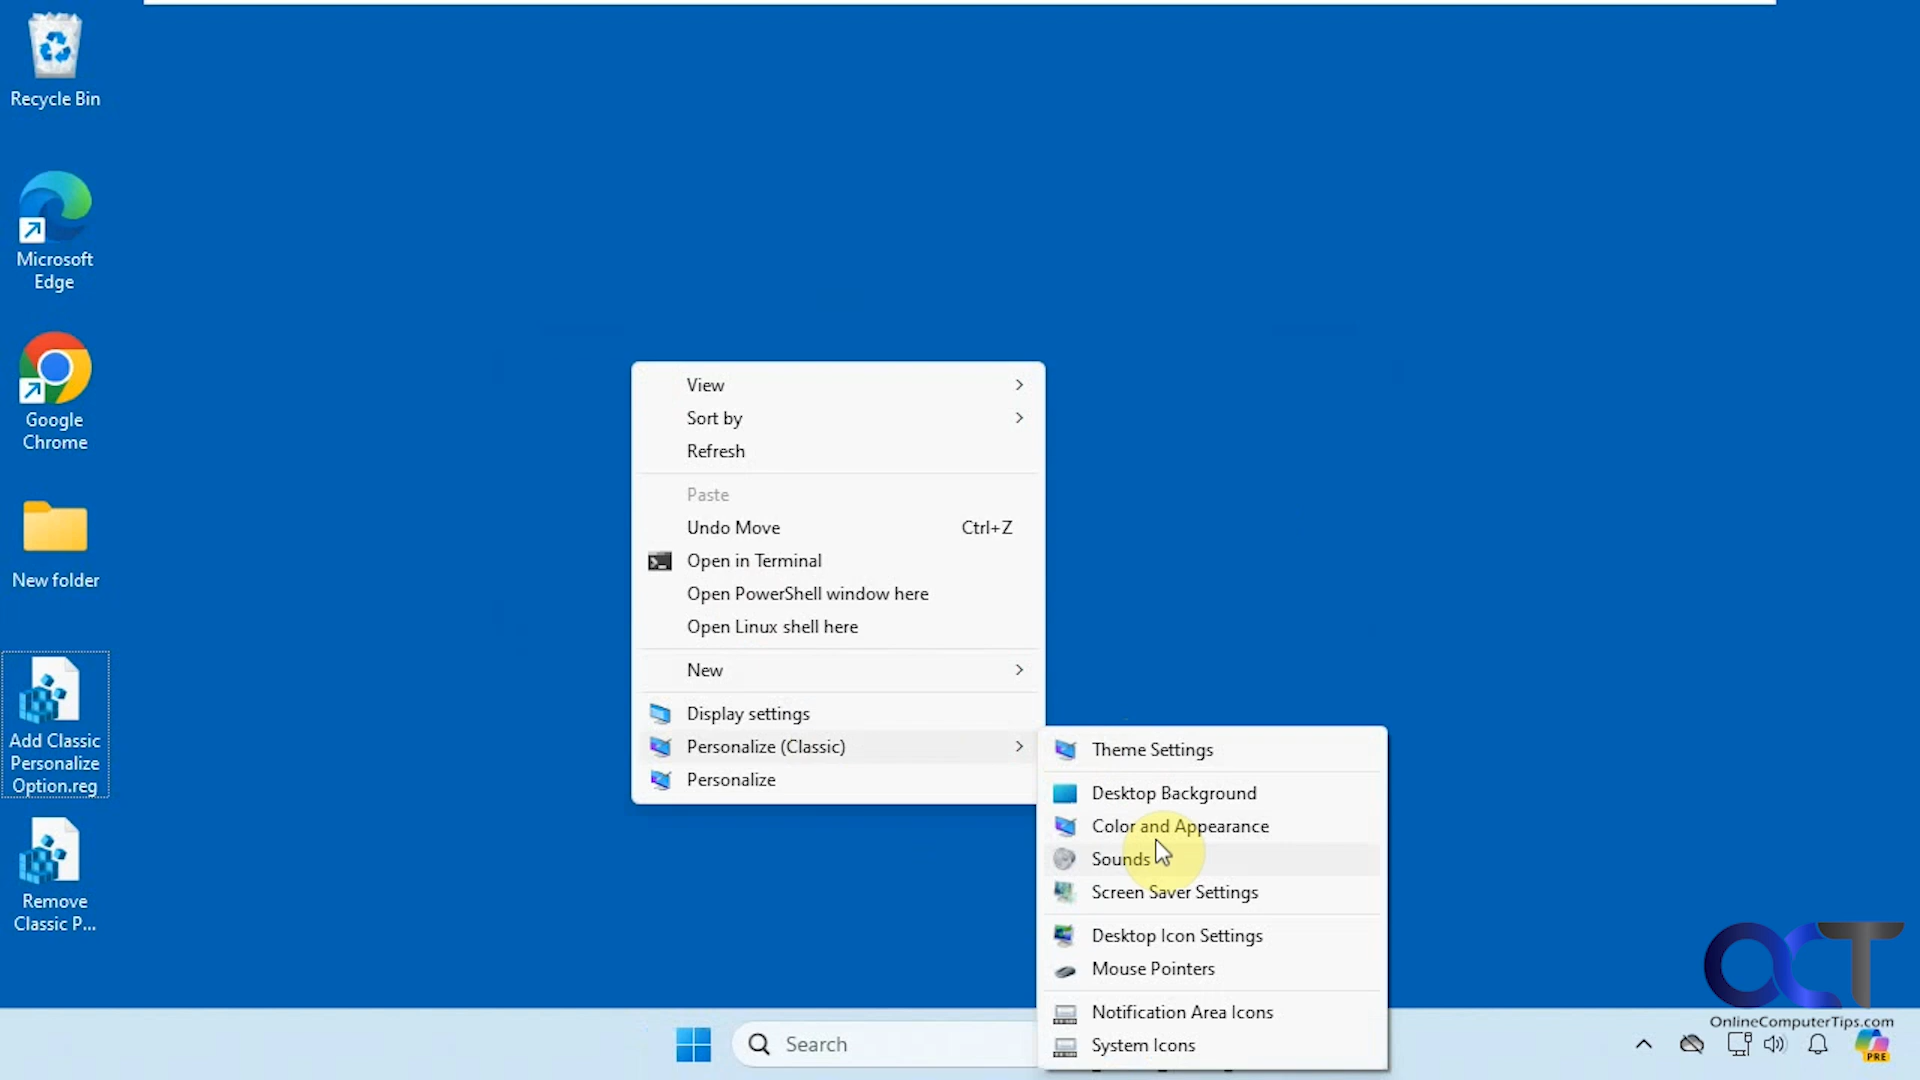 Recycle Bin
Microsoft
Edge
Google
Chrome
New folder
Add Classic
Personalize
Option.reg
Remove
Classic P...
View
Sort by
Refresh
Paste
Undo Move Ctrl+Z
Open in Terminal
Open PowerShell window here
Open Linux shell here
New
Display settings
Personalize (Classic)
Personalize
Theme Settings
Desktop Background
Color and Appearance
Sounds
Screen Saver Settings
Desktop Icon Settings
Mouse Pointers
Notification Area Icons
System Icons
Search
OCT
OnlineComputerTips.com
PRE